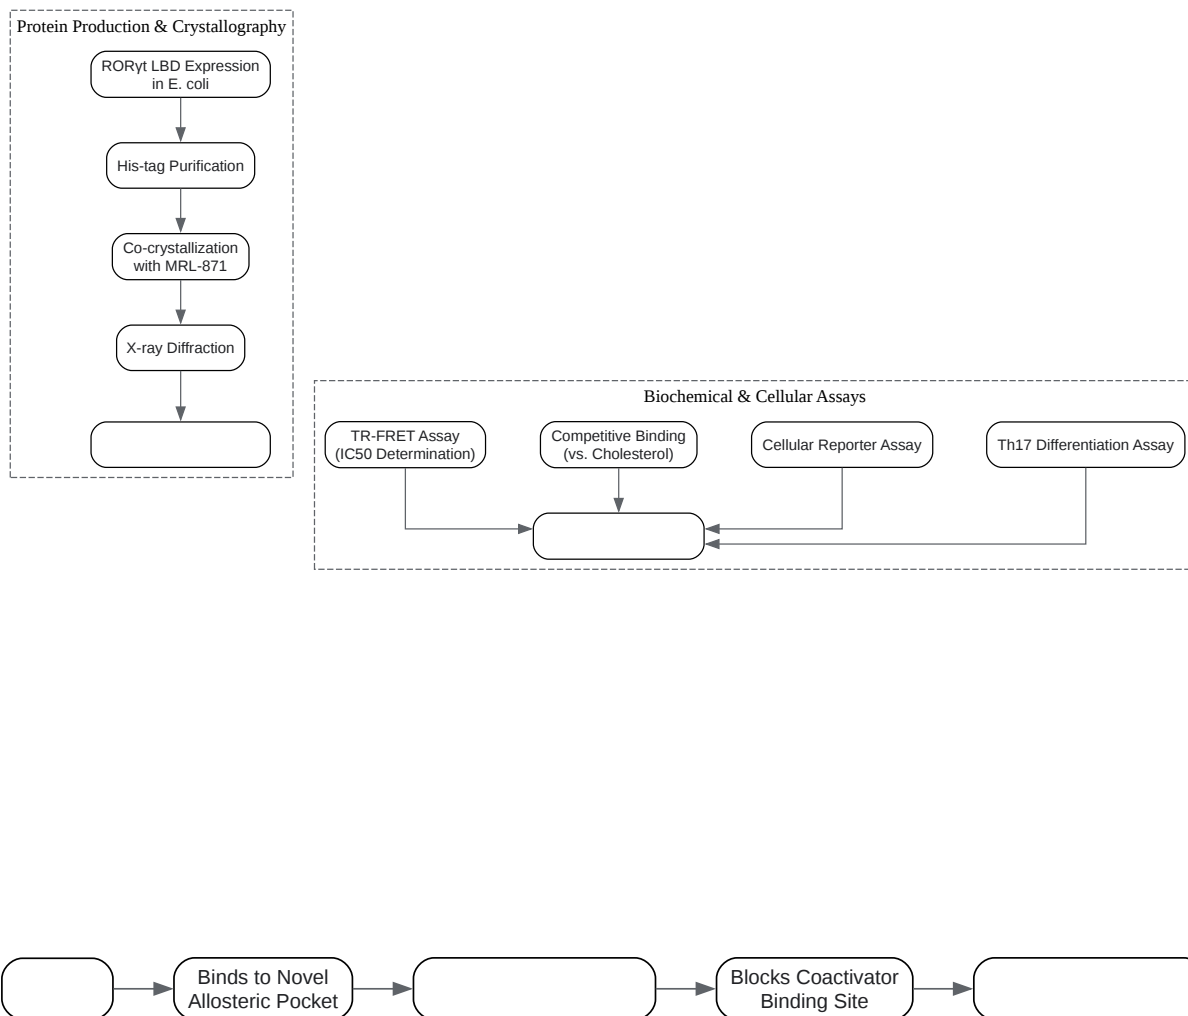 Protein Production & Crystallography
RORγt LBD Expression
in E. coli
His-tag Purification
Co-crystallization
with MRL-871
X-ray Diffraction
Biochemical & Cellular Assays
TR-FRET Assay
(IC50 Determination)
Competitive Binding
(vs. Cholesterol)
Cellular Reporter Assay
Th17 Differentiation Assay
Binds to Novel
Allosteric Pocket
Blocks Coactivator
Binding Site